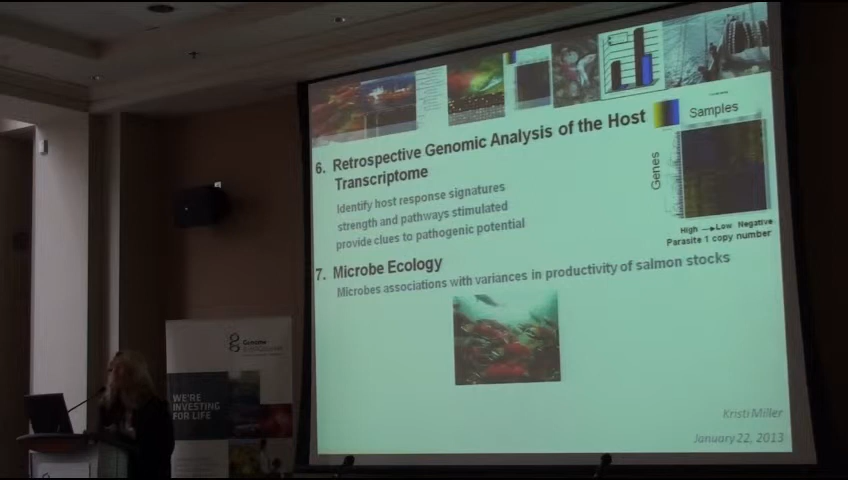 6. Retrospective Genomic Analysis of the Host
Transcriptome
Identify host response signatures
strength and pathways stimulated
provide clues to pathogenic potential
Samples
Genes
High → Low Negative
Parasite 1 copy number
7. Microbe Ecology
Microbes associations with variances in productivity of salmon stocks
Kristi Miller
January 22, 2013
Genome
WE'RE
INVESTING
FOR LIFE